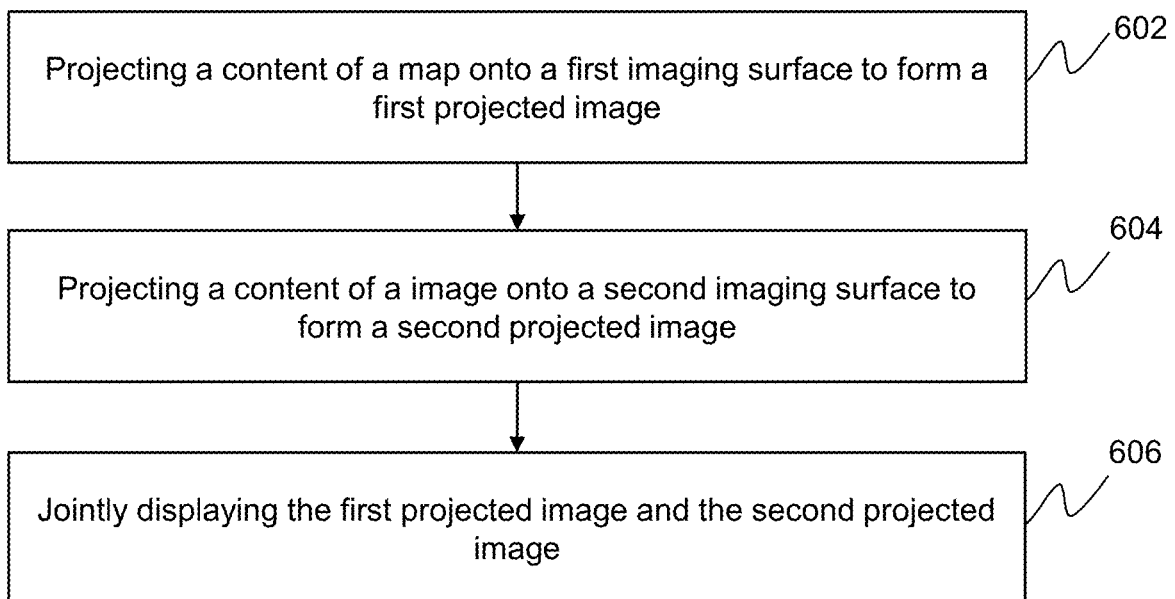 602
Projecting a content of a map onto a first imaging surface to form a
first projected image
604
Projecting a content of a image onto a second imaging surface to
form a second projected image
606
Jointly displaying the first projected image and the second projected
image